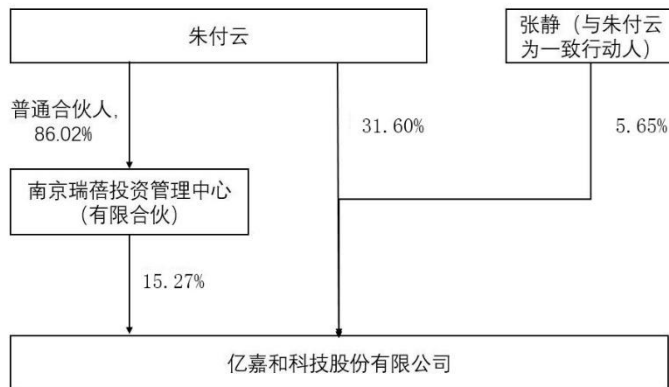 朱付云
张静（与朱付云
为一致行动人）
普通合伙人，
86.02%
31.60%
5.65%
南京瑞蓓投资管理中心
（有限合伙）
15.27%
亿嘉和科技股份有限公司